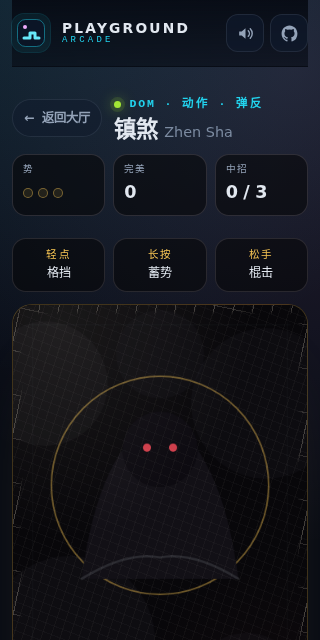 PLAYGROUND
ARCADE
← 返回大厅
DOM · 动作 · 弹反
镇煞 Zhen Sha
势
完美
0
中招
0 / 3
轻点
格挡
长按
蓄势
松手
棍击